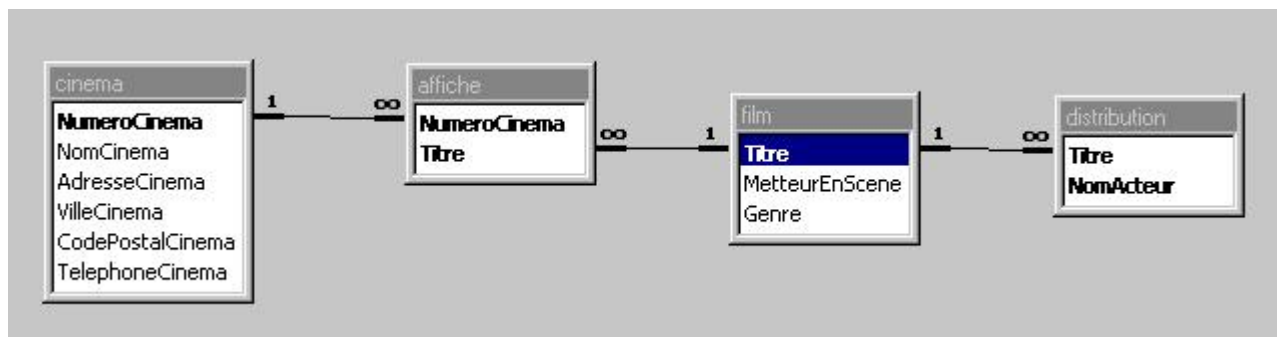 cinema
NumeroCinema
NomCinema
AdresseCinema
VilleCinema
CodePostalCinema
TelephoneCinema
1
∞
affiche
NumeroCinema
Titre
∞
1
film
Titre
MetteurEnScene
Genre
1
∞
distribution
Titre
NomActeur